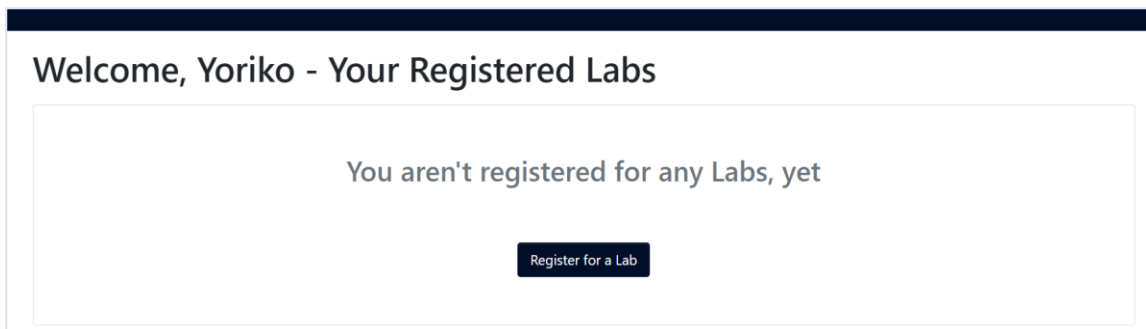 Welcome, Yoriko - Your Registered Labs
You aren't registered for any Labs, yet
Register for a Lab